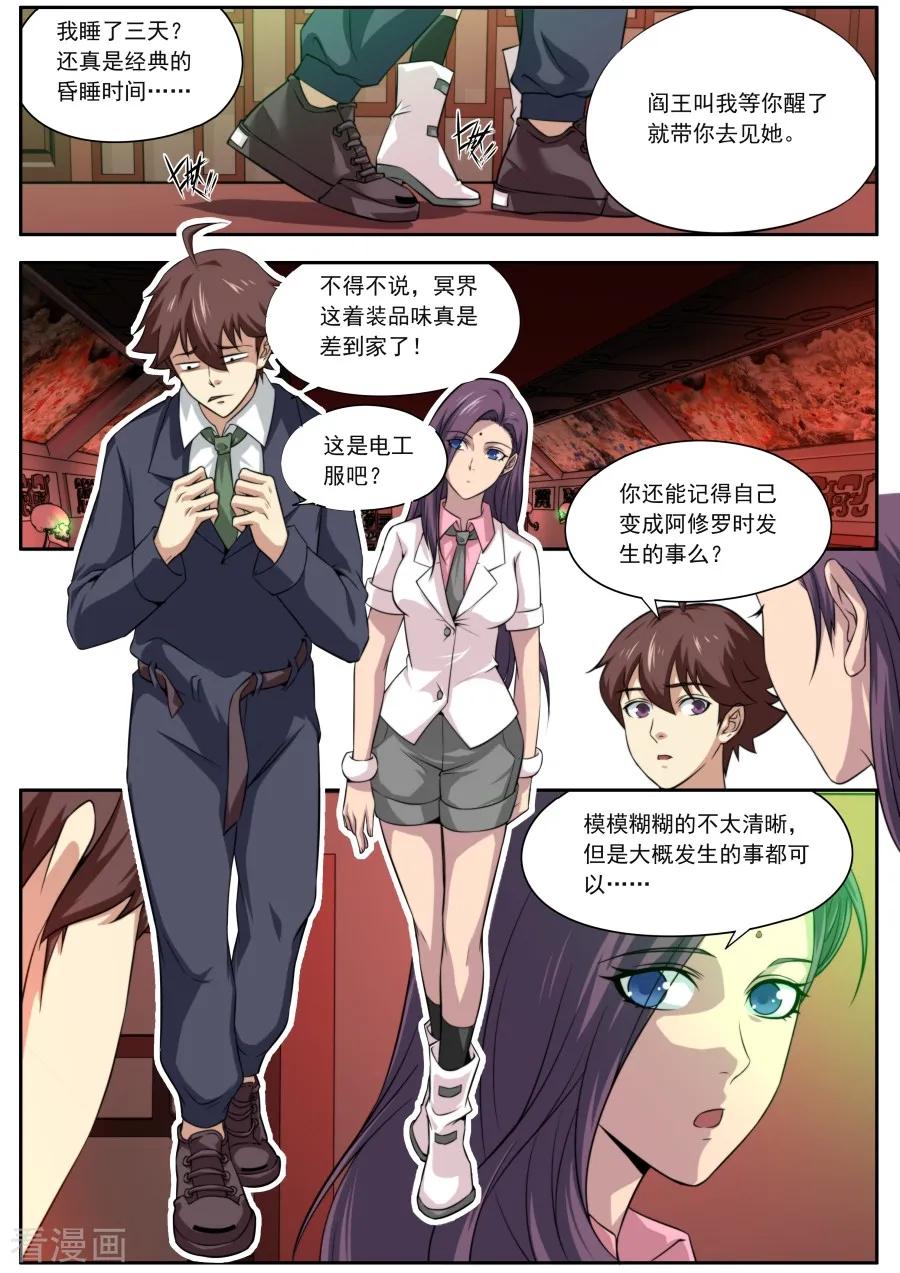 我睡了三天？
还真是经典的
昏睡时间……
阎王叫我等你醒了
就带你去见她。
不得不说，冥界
这着装品味真是
差到家了！
这是电工
服吧？
你还能记得自己
变成阿修罗时发
生的事么？
模模糊糊的不太清晰，
但是大概发生的事都可
以……
看漫画